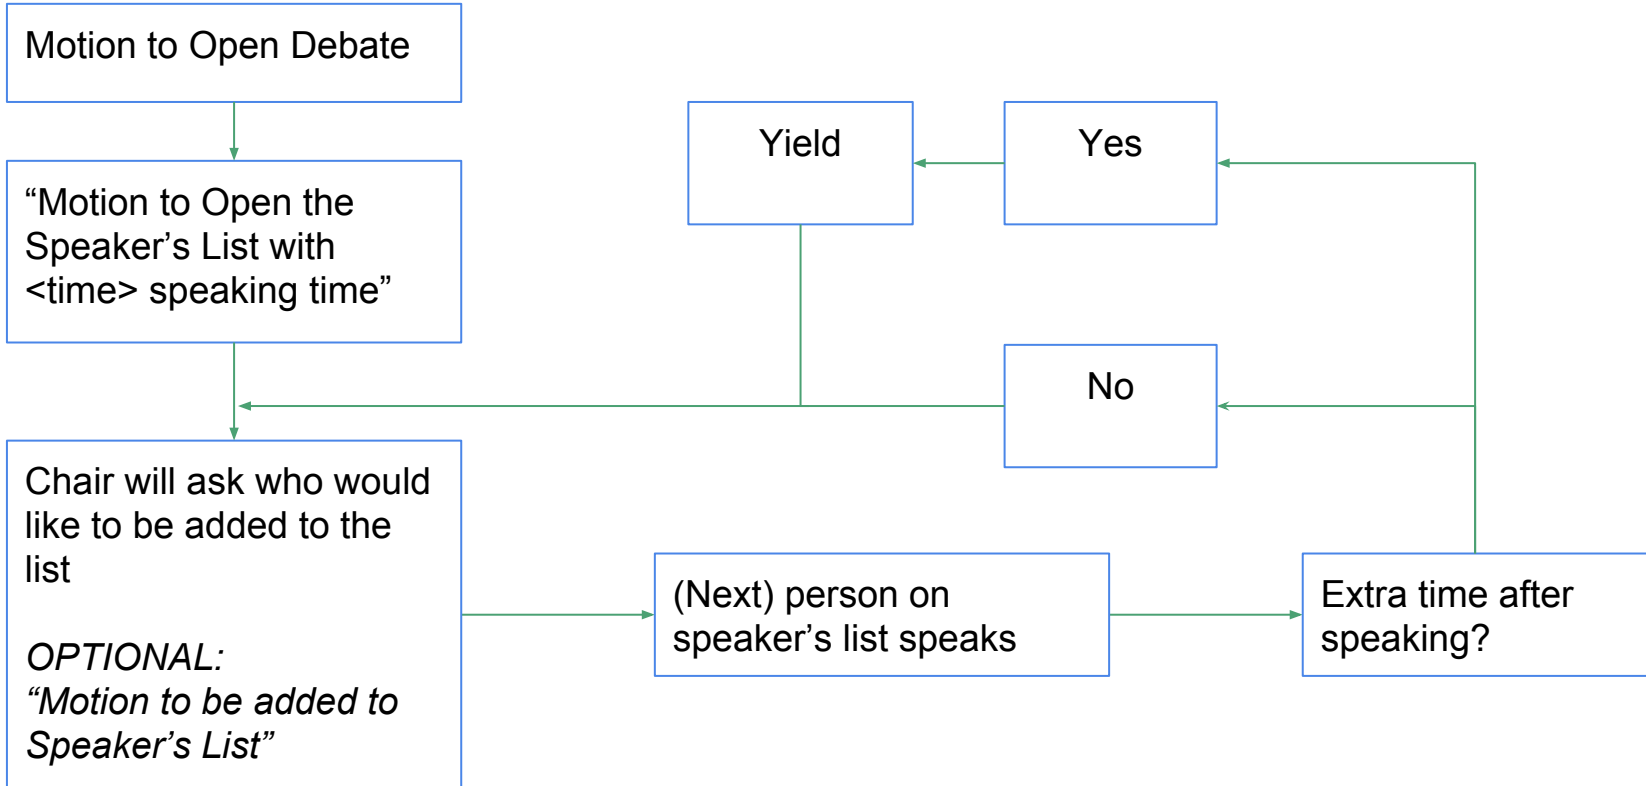 Motion to Open Debate
“Motion to Open the
Speaker’s List with
<time> speaking time”
Yield
Yes
No
Chair will ask who would
like to be added to the
list
OPTIONAL:
“Motion to be added to
Speaker’s List”
(Next) person on
speaker’s list speaks
Extra time after
speaking?